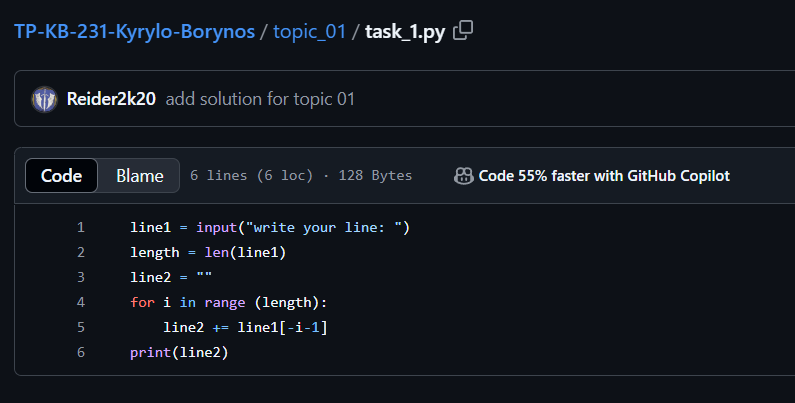 TP-KB-231-Kyrylo-Borynos / topic_01 / task_1.py
Reider2k20 add solution for topic 01
Code Blame 6 lines (6 loc) · 128 Bytes Code 55% faster with GitHub Copilot
1 line1 = input("write your line: ")
2 length = len(line1)
3 line2 = ""
4 for i in range (length):
5     line2 += line1[-i-1]
6 print(line2)